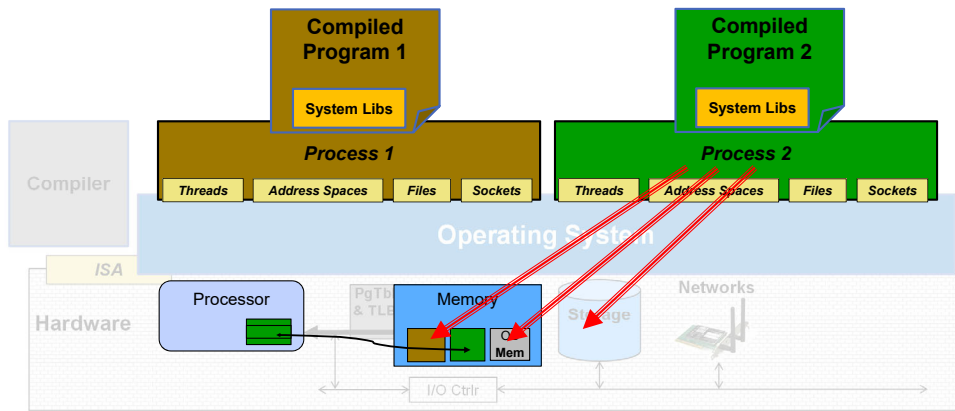 Compiled
Program 1
System Libs
Compiled
Program 2
System Libs
Process 1
Process 2
Threads
Address Spaces
Files
Sockets
Threads
Address Spaces
Files
Sockets
Compiler
Operating System
ISA
Hardware
Processor
Memory
Storage
Networks
& TLB
Mem
I/O Ctrlr